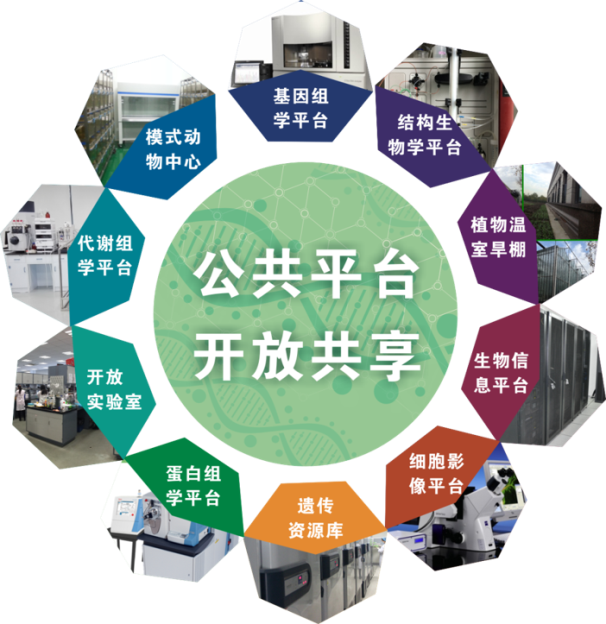 公共平台
开放共享
基因组
学平台
结构生
物学平台
植物温
室旱棚
生物信
息平台
细胞影
像平台
遗传
资源库
蛋白组
学平台
开放
实验室
代谢组
学平台
模式动
物中心